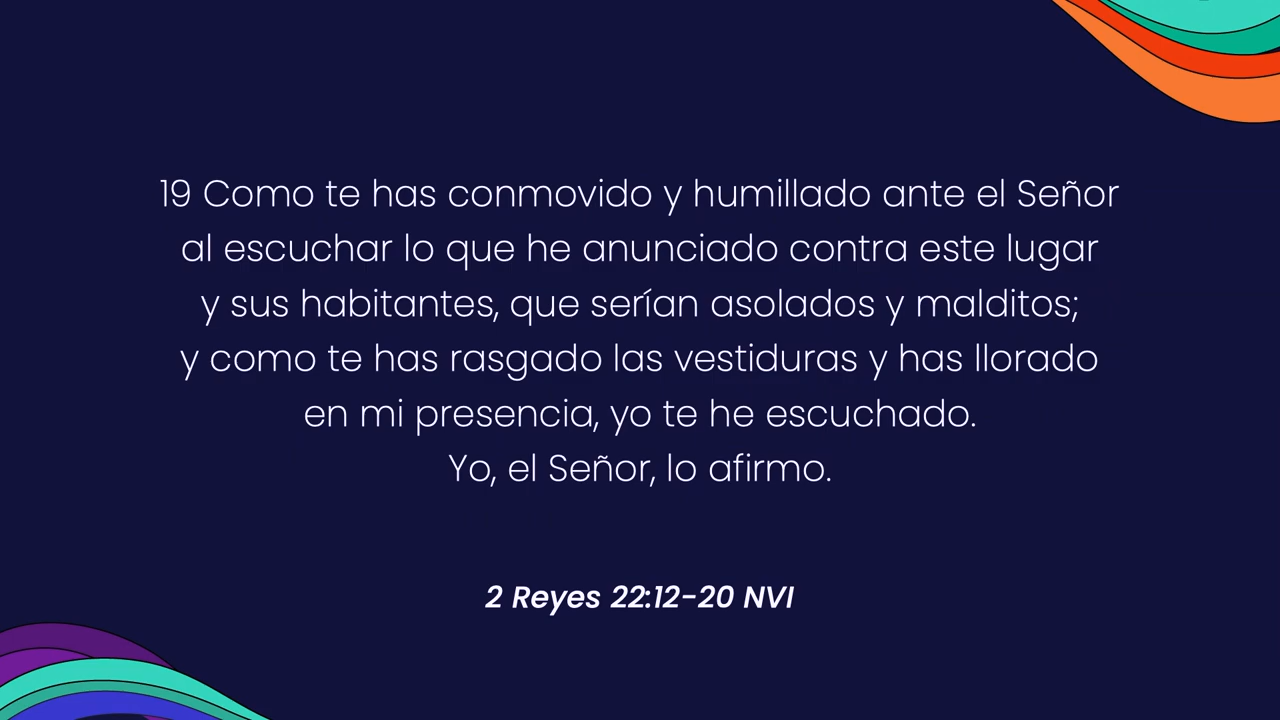 19 Como te has conmovido y humillado ante el Señor
al escuchar lo que he anunciado contra este lugar
y sus habitantes, que serían asolados y malditos;
y como te has rasgado las vestiduras y has llorado
en mi presencia, yo te he escuchado.
Yo, el Señor, lo afirmo.
2 Reyes 22:12-20 NVI